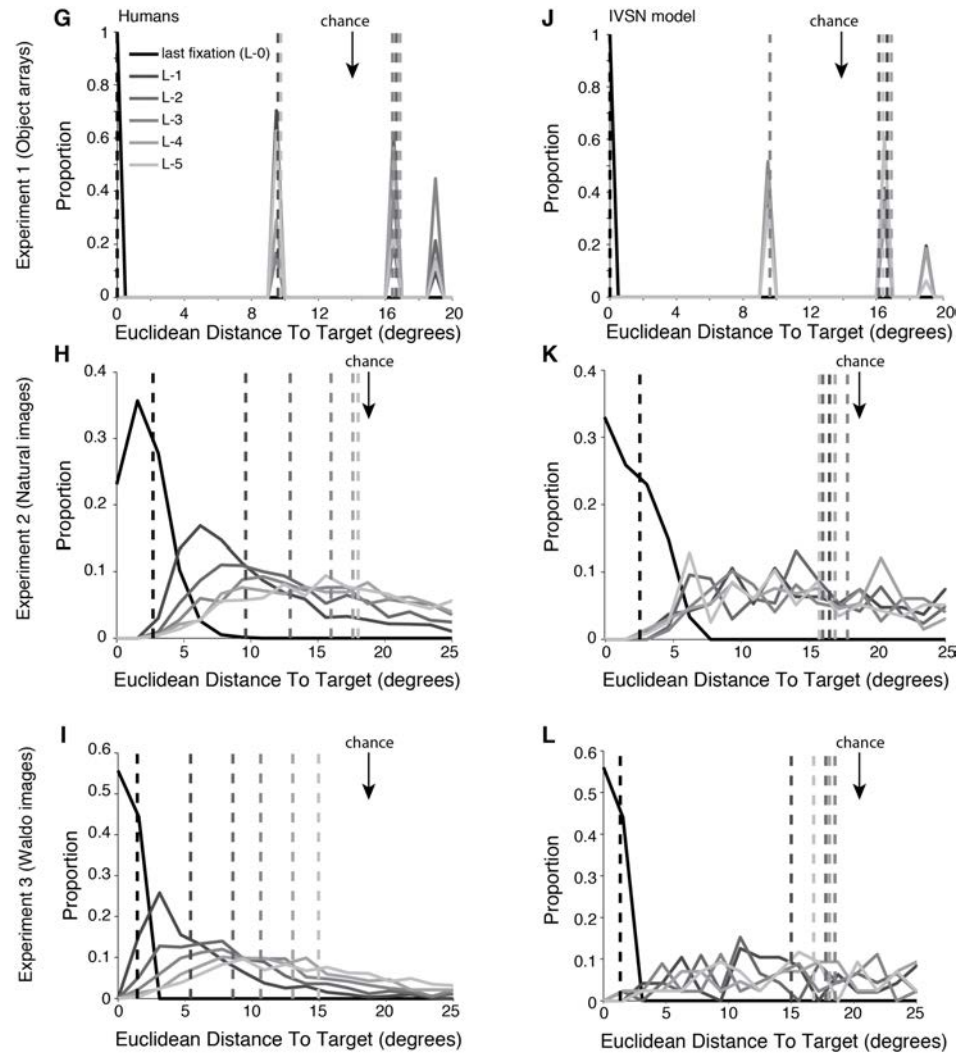 G
Humans
chance
J
IVSN model
chance
Experiment 1 (Object arrays)
Proportion
1
0.8
0.6
0.4
0.2
0
last fixation (L-0)
L-1
L-2
L-3
L-4
L-5
0 4 8 12 16 20
Euclidean Distance To Target (degrees)
Proportion
1
0.8
0.6
0.4
0.2
0
0 4 8 12 16 20
Euclidean Distance To Target (degrees)
H
chance
K
chance
Experiment 2 (Natural images)
Proportion
0.4
0.3
0.2
0.1
0
0 5 10 15 20 25
Euclidean Distance To Target (degrees)
Proportion
0.4
0.3
0.2
0.1
0
0 5 10 15 20 25
Euclidean Distance To Target (degrees)
I
chance
L
chance
Experiment 3 (Waldo images)
Proportion
0.6
0.5
0.4
0.3
0.2
0.1
0
0 5 10 15 20 25
Euclidean Distance To Target (degrees)
Proportion
0.6
0.5
0.4
0.3
0.2
0.1
0
0 5 10 15 20 25
Euclidean Distance To Target (degrees)